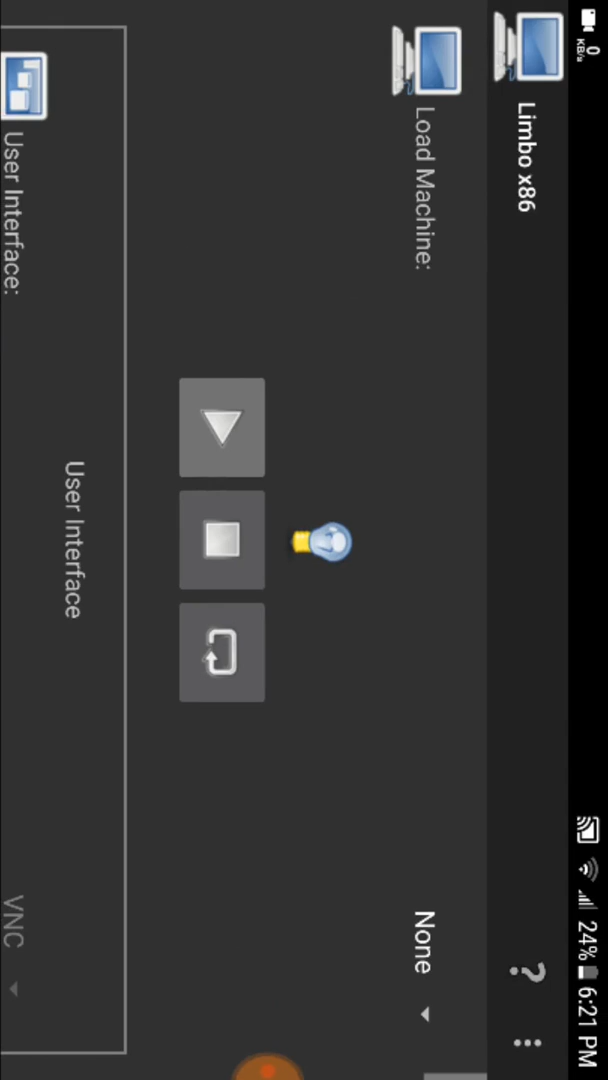 0
KB/s
24%
6:21 PM
Limbo x86
?
Load Machine:
None
User Interface
User Interface:
VNC